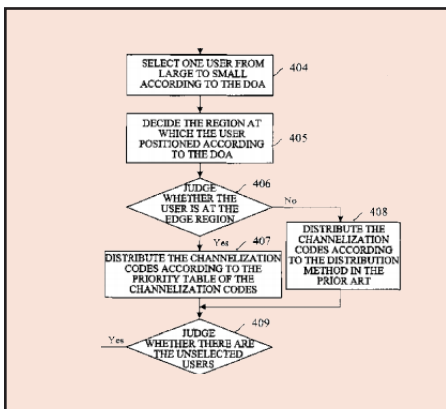 SELECT ONE USER FROM
LARGE TO SMALL
ACCORDING TO THE DOA
404
DECIDE THE REGION AT
WHICH THE USER
POSITIONED ACCORDING
TO THE DOA
405
JUDGE
WHETHER THE
USER IS AT THE
EDGE REGION
406
No
Yes
407
408
DISTRIBUTE THE CHANNELIZATION
CODES ACCORDING TO THE
PRIORITY TABLE OF THE
CHANNELIZATION CODES
DISTRIBUTE THE
CHANNELIZATION
CODES ACCORDING
TO THE DISTRIBUTION
METHOD IN THE
PRIOR ART
409
Yes
JUDGE
WHETHER THERE ARE
THE UNSELECTED
USERS